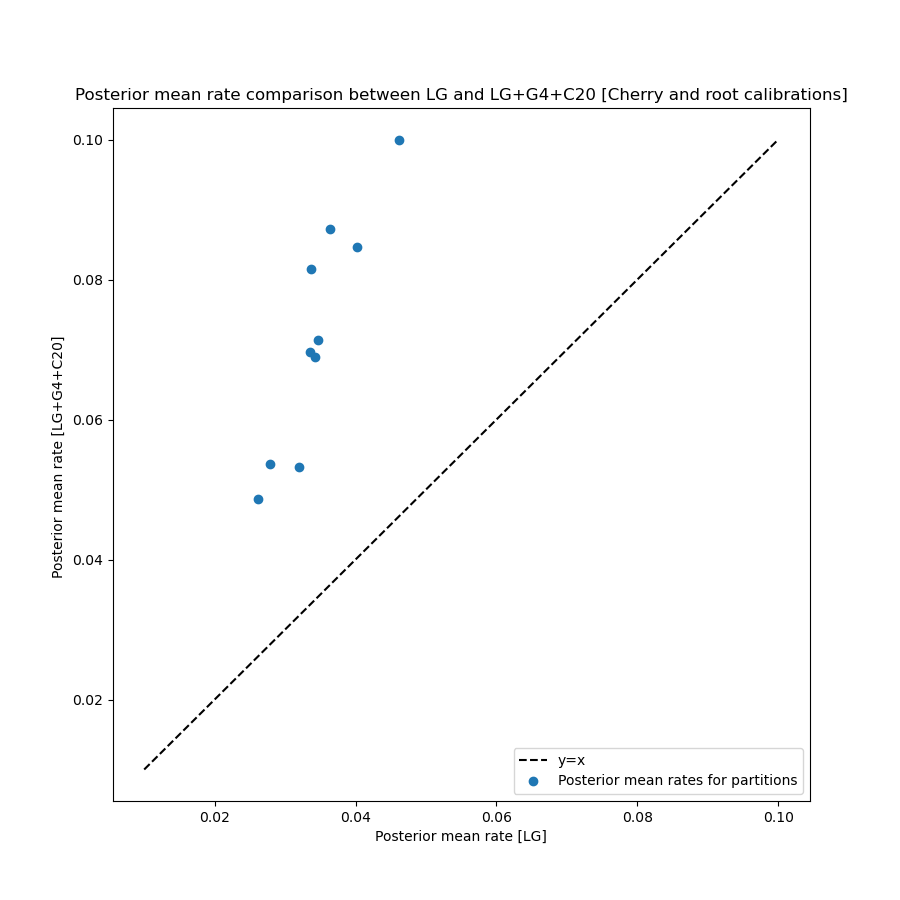 Posterior mean rate comparison between LG and LG+G4+C20 [Cherry and root calibrations]
Posterior mean rate [LG+G4+C20]
0.10
0.08
0.06
0.04
0.02
y=x
Posterior mean rates for partitions
0.02 0.04 0.06 0.08 0.10
Posterior mean rate [LG]